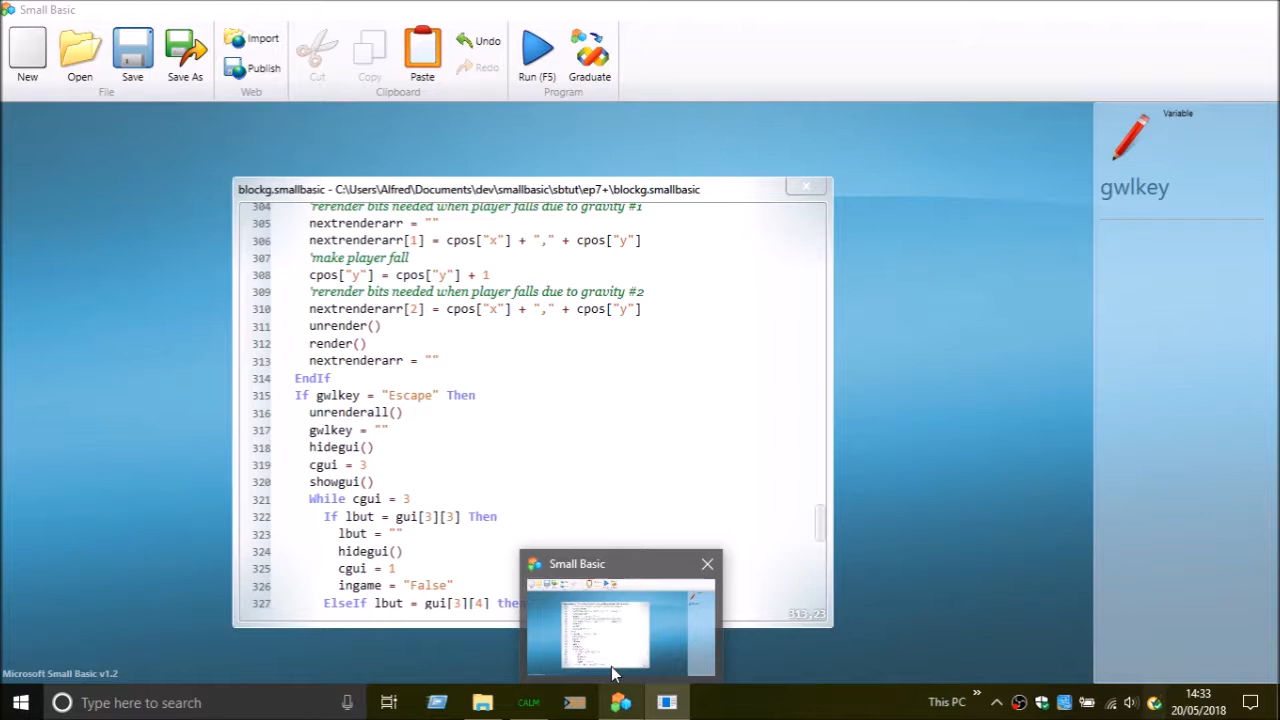 Small Basic
New
Open
Save
Save As
Import
Publish
Cut
Copy
Paste
Undo
Redo
Run (F5)
Graduate
File
Web
Clipboard
Program
Variable
gwlkey
blockg.smallbasic - C:\Users\Alfred\Documents\dev\smallbasic\sbtut\ep7+\blockg.smallbasic
x
304 'rerender bits needed when player falls due to gravity #1
305 nextrenderarr = ""
306 nextrenderarr[1] = cpos["x"] + "," + cpos["y"]
307 'make player fall
308 cpos["y"] = cpos["y"] + 1
309 'rerender bits needed when player falls due to gravity #2
310 nextrenderarr[2] = cpos["x"] + "," + cpos["y"]
311 unrender()
312 render()
313 nextrenderarr = ""
314 EndIf
315 If gwlkey = "Escape" Then
316 unrenderall()
317 gwlkey = ""
318 hidegui()
319 cgui = 3
320 showgui()
321 While cgui = 3
322 If lbut = gui[3][3] Then
323 lbut = ""
324 hidegui()
325 cgui = 1
326 ingame = "False"
327 ElseIf lbut = gui[3][4] then
313,23
Small Basic
Microsoft Small Basic v1.2
Type here to search
CALM
This PC
14:33
20/05/2018